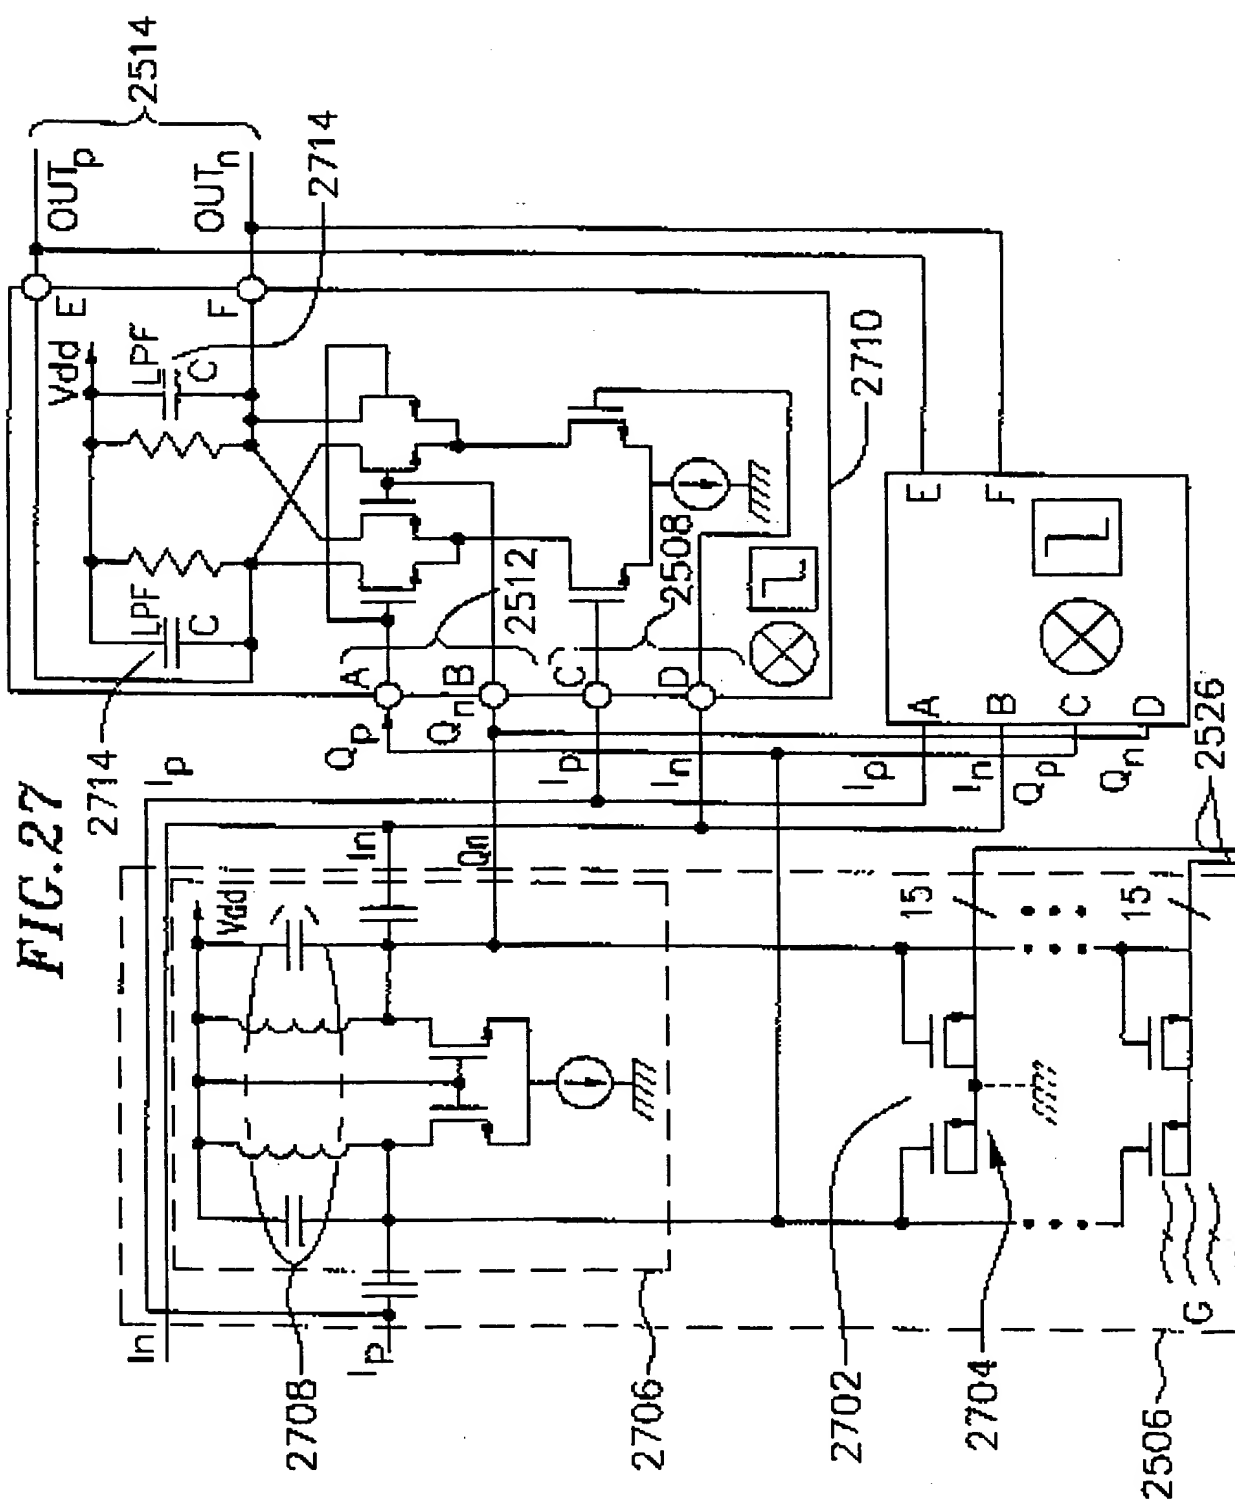 FIG.27
2514
OUTp
OUTn
2714
E
F
Vdd
LPF
C
LPF
C
2714
2710
2512
2508
A
B
C
D
Qp
Qn
Ip
In
Ip
In
Qn
Vdd
In
Ip
2708
2706
E
F
A
B
C
D
Ip
In
Qp
Qn
2526
15
15
2702
2704
G
2506